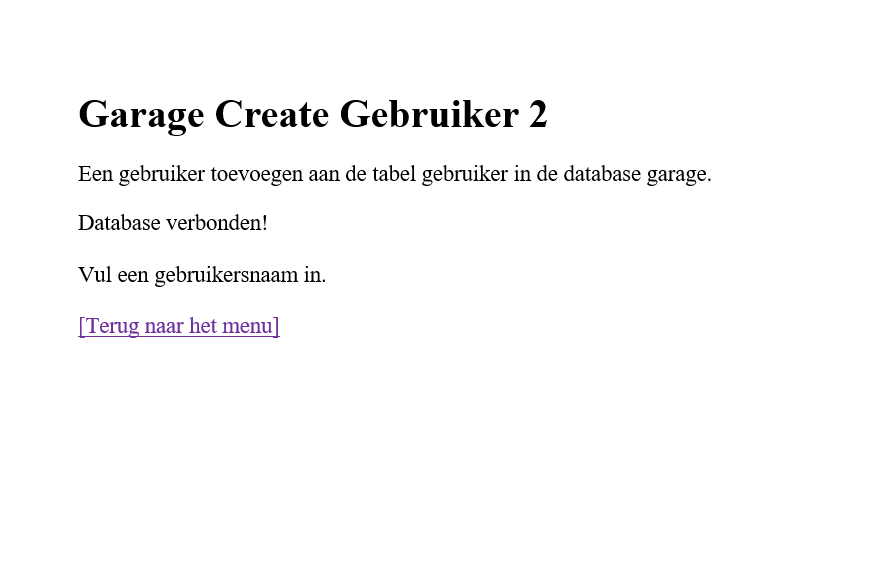 Garage Create Gebruiker 2
Een gebruiker toevoegen aan de tabel gebruiker in de database garage.
Database verbonden!
Vul een gebruikersnaam in.
[Terug naar het menu]